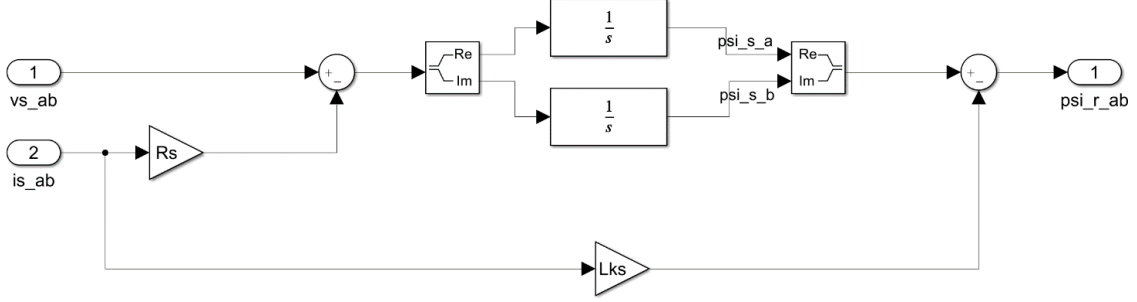 1
vs_ab
2
is_ab
Rs
+
-
Re
Im
1
s
1
s
psi_s_a
psi_s_b
Re
Im
Lks
+
-
1
psi_r_ab